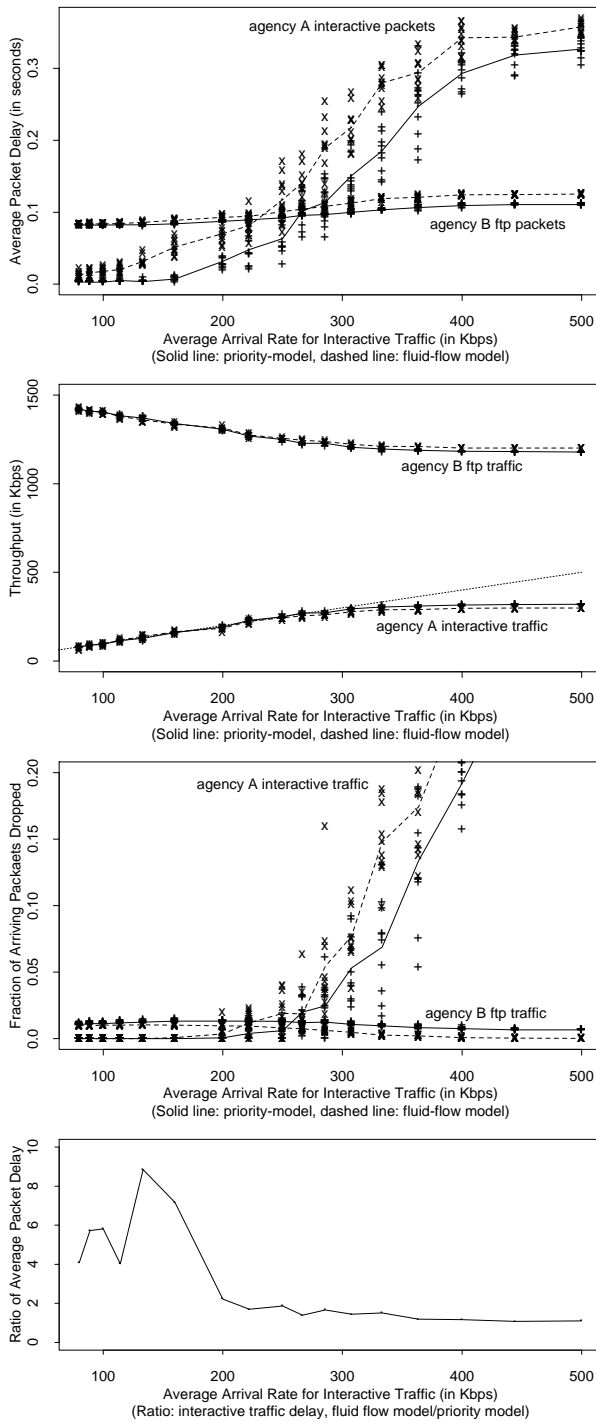 agency A interactive packets
agency B ftp packets
Average Packet Delay (in seconds)
0.0
0.1
0.2
0.3
100
200
300
400
500
Average Arrival Rate for Interactive Traffic (in Kbps)
(Solid line: priority-model, dashed line: fluid-flow model)
agency B ftp traffic
agency A interactive traffic
Throughput (in Kbps)
0
500
1000
1500
100
200
300
400
500
Average Arrival Rate for Interactive Traffic (in Kbps)
(Solid line: priority-model, dashed line: fluid-flow model)
agency A interactive traffic
agency B ftp traffic
Fraction of Arriving Packaets Dropped
0.0
0.05
0.10
0.15
0.20
100
200
300
400
500
Average Arrival Rate for Interactive Traffic (in Kbps)
(Solid line: priority-model, dashed line: fluid-flow model)
Ratio of Average Packet Delay
0
2
4
6
8
10
100
200
300
400
500
Average Arrival Rate for Interactive Traffic (in Kbps)
(Ratio: interactive traffic delay, fluid flow model/priority model)